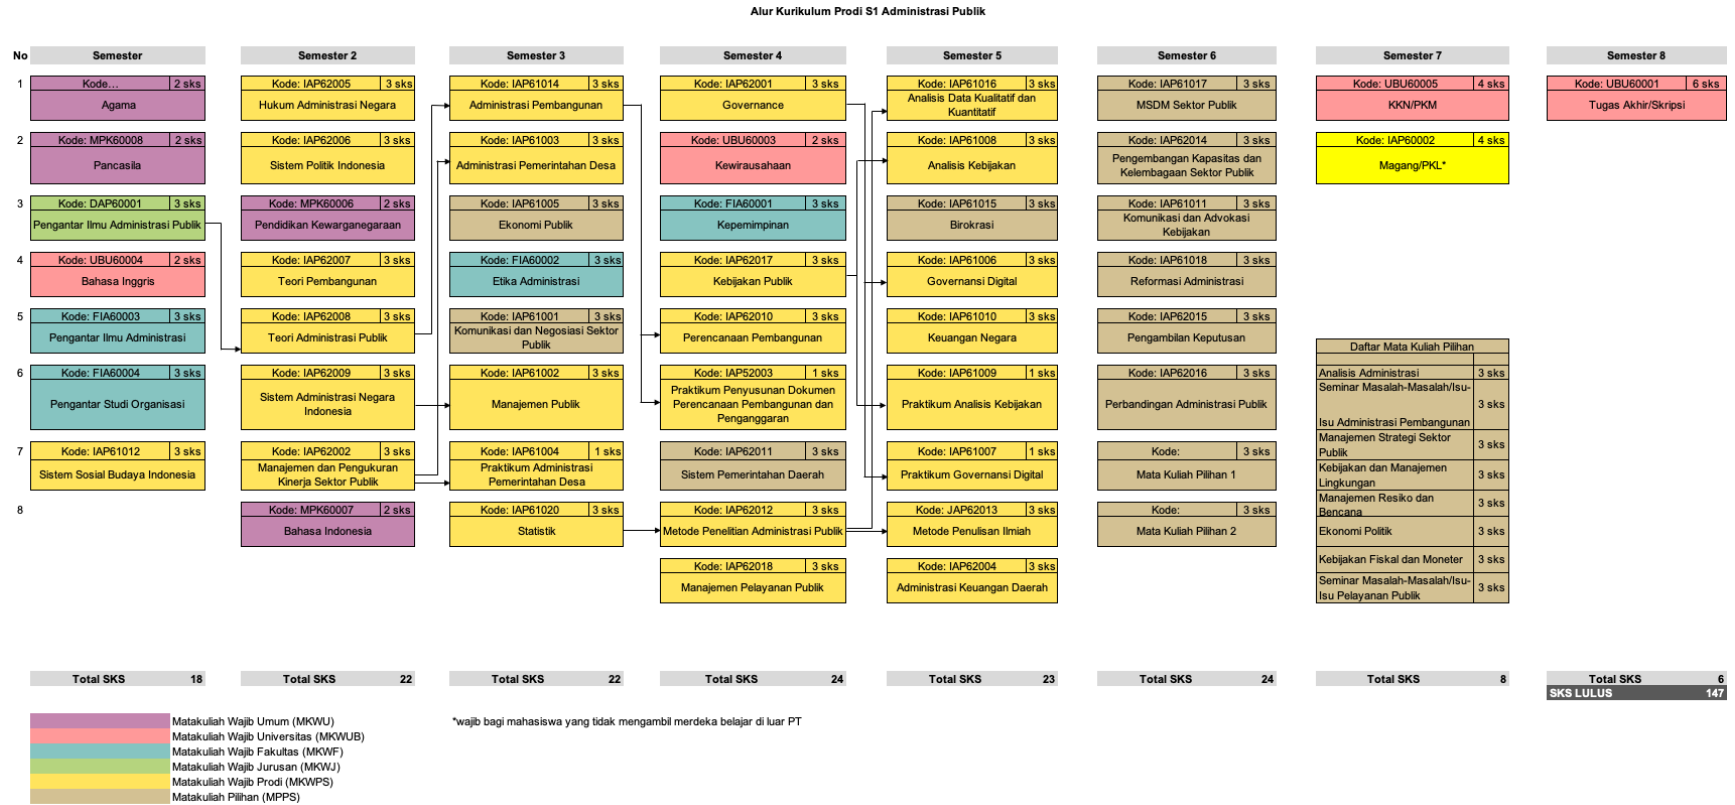 Alur Kurikulum Prodi S1 Administrasi Publik
No
Semester
Semester 2
Semester 3
Semester 4
Semester 5
Semester 6
Semester 7
Semester 8
1
Kode... 2 sks
Agama
Kode: IAP62005 3 sks
Hukum Administrasi Negara
Kode: IAP61014 3 sks
Administrasi Pembangunan
Kode: IAP62001 3 sks
Governance
Kode: IAP61016 3 sks
Analisis Data Kualitatif dan
Kuantitatif
Kode: IAP61017 3 sks
MSDM Sektor Publik
Kode: UBU60005 4 sks
KKN/PKM
Kode: UBU60001 6 sks
Tugas Akhir/Skripsi
2
Kode: MPK60008 2 sks
Pancasila
Kode: IAP62006 3 sks
Sistem Politik Indonesia
Kode: IAP61003 3 sks
Administrasi Pemerintahan Desa
Kode: UBU60003 2 sks
Kewirausahaan
Kode: IAP61008 3 sks
Analisis Kebijakan
Kode: IAP62014 3 sks
Pengembangan Kapasitas dan
Kelembagaan Sektor Publik
Kode: IAP60002 4 sks
Magang/PKL*
3
Kode: DAP60001 3 sks
Pengantar Ilmu Administrasi Publik
Kode: MPK60006 2 sks
Pendidikan Kewarganegaraan
Kode: IAP61005 3 sks
Ekonomi Publik
Kode: FIA60001 3 sks
Kepemimpinan
Kode: IAP61015 3 sks
Birokrasi
Kode: IAP61011 3 sks
Komunikasi dan Advokasi
Kebijakan
4
Kode: UBU60004 2 sks
Bahasa Inggris
Kode: IAP62007 3 sks
Teori Pembangunan
Kode: FIA60002 3 sks
Etika Administrasi
Kode: IAP62017 3 sks
Kebijakan Publik
Kode: IAP61006 3 sks
Governansi Digital
Kode: IAP61018 3 sks
Reformasi Administrasi
5
Kode: FIA60003 3 sks
Pengantar Ilmu Administrasi
Kode: IAP62008 3 sks
Teori Administrasi Publik
Kode: IAP61001 3 sks
Komunikasi dan Negosiasi Sektor
Publik
Kode: IAP62010 3 sks
Perencanaan Pembangunan
Kode: IAP61010 3 sks
Keuangan Negara
Kode: IAP62015 3 sks
Pengambilan Keputusan
6
Kode: FIA60004 3 sks
Pengantar Studi Organisasi
Kode: IAP62009 3 sks
Sistem Administrasi Negara
Indonesia
Kode: IAP61002 3 sks
Manajemen Publik
Kode: IAP52003 1 sks
Praktikum Penyusunan Dokumen
Perencanaan Pembangunan dan
Penganggaran
Kode: IAP61009 1 sks
Praktikum Analisis Kebijakan
Kode: IAP62016 3 sks
Perbandingan Administrasi Publik
7
Kode: IAP61012 3 sks
Sistem Sosial Budaya Indonesia
Kode: IAP62002 3 sks
Manajemen dan Pengukuran
Kinerja Sektor Publik
Kode: IAP61004 1 sks
Praktikum Administrasi
Pemerintahan Desa
Kode: IAP62011 3 sks
Sistem Pemerintahan Daerah
Kode: IAP61007 1 sks
Praktikum Governansi Digital
Kode: 3 sks
Mata Kuliah Pilihan 1
8
Kode: MPK60007 2 sks
Bahasa Indonesia
Kode: IAP61020 3 sks
Statistik
Kode: IAP62012 3 sks
Metode Penelitian Administrasi Publik
Kode: JAP62013 3 sks
Metode Penulisan Ilmiah
Kode: 3 sks
Mata Kuliah Pilihan 2
Kode: IAP62018 3 sks
Manajemen Pelayanan Publik
Kode: IAP62004 3 sks
Administrasi Keuangan Daerah
Daftar Mata Kuliah Pilihan
Analisis Administrasi 3 sks
Seminar Masalah-Masalah/Isu-
Isu Administrasi Pembangunan 3 sks
Manajemen Strategi Sektor
Publik 3 sks
Kebijakan dan Manajemen
Lingkungan 3 sks
Manajemen Resiko dan
Bencana 3 sks
Ekonomi Politik 3 sks
Kebijakan Fiskal dan Moneter 3 sks
Seminar Masalah-Masalah/Isu-
Isu Pelayanan Publik 3 sks
Total SKS 18
Total SKS 22
Total SKS 22
Total SKS 24
Total SKS 23
Total SKS 24
Total SKS 8
Total SKS 6
SKS LULUS 147
Matakuliah Wajib Umum (MKWU)
Matakuliah Wajib Universitas (MKWUB)
Matakuliah Wajib Fakultas (MKWF)
Matakuliah Wajib Jurusan (MKWJ)
Matakuliah Wajib Prodi (MKWPS)
Matakuliah Pilihan (MPPS)
*wajib bagi mahasiswa yang tidak mengambil merdeka belajar di luar PT